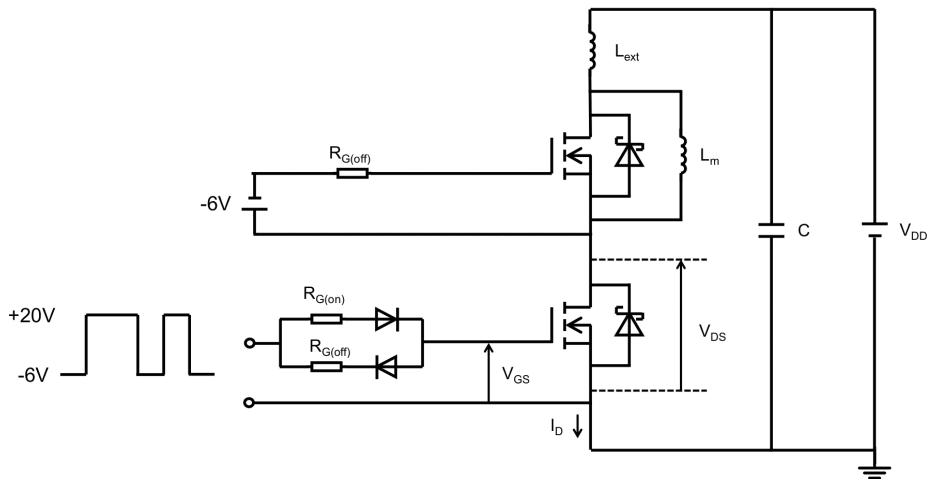 L_ext
R_G(off)
L_m
-6V
C
V_DD
R_G(on)
+20V
R_G(off)
V_DS
-6V
V_GS
I_D